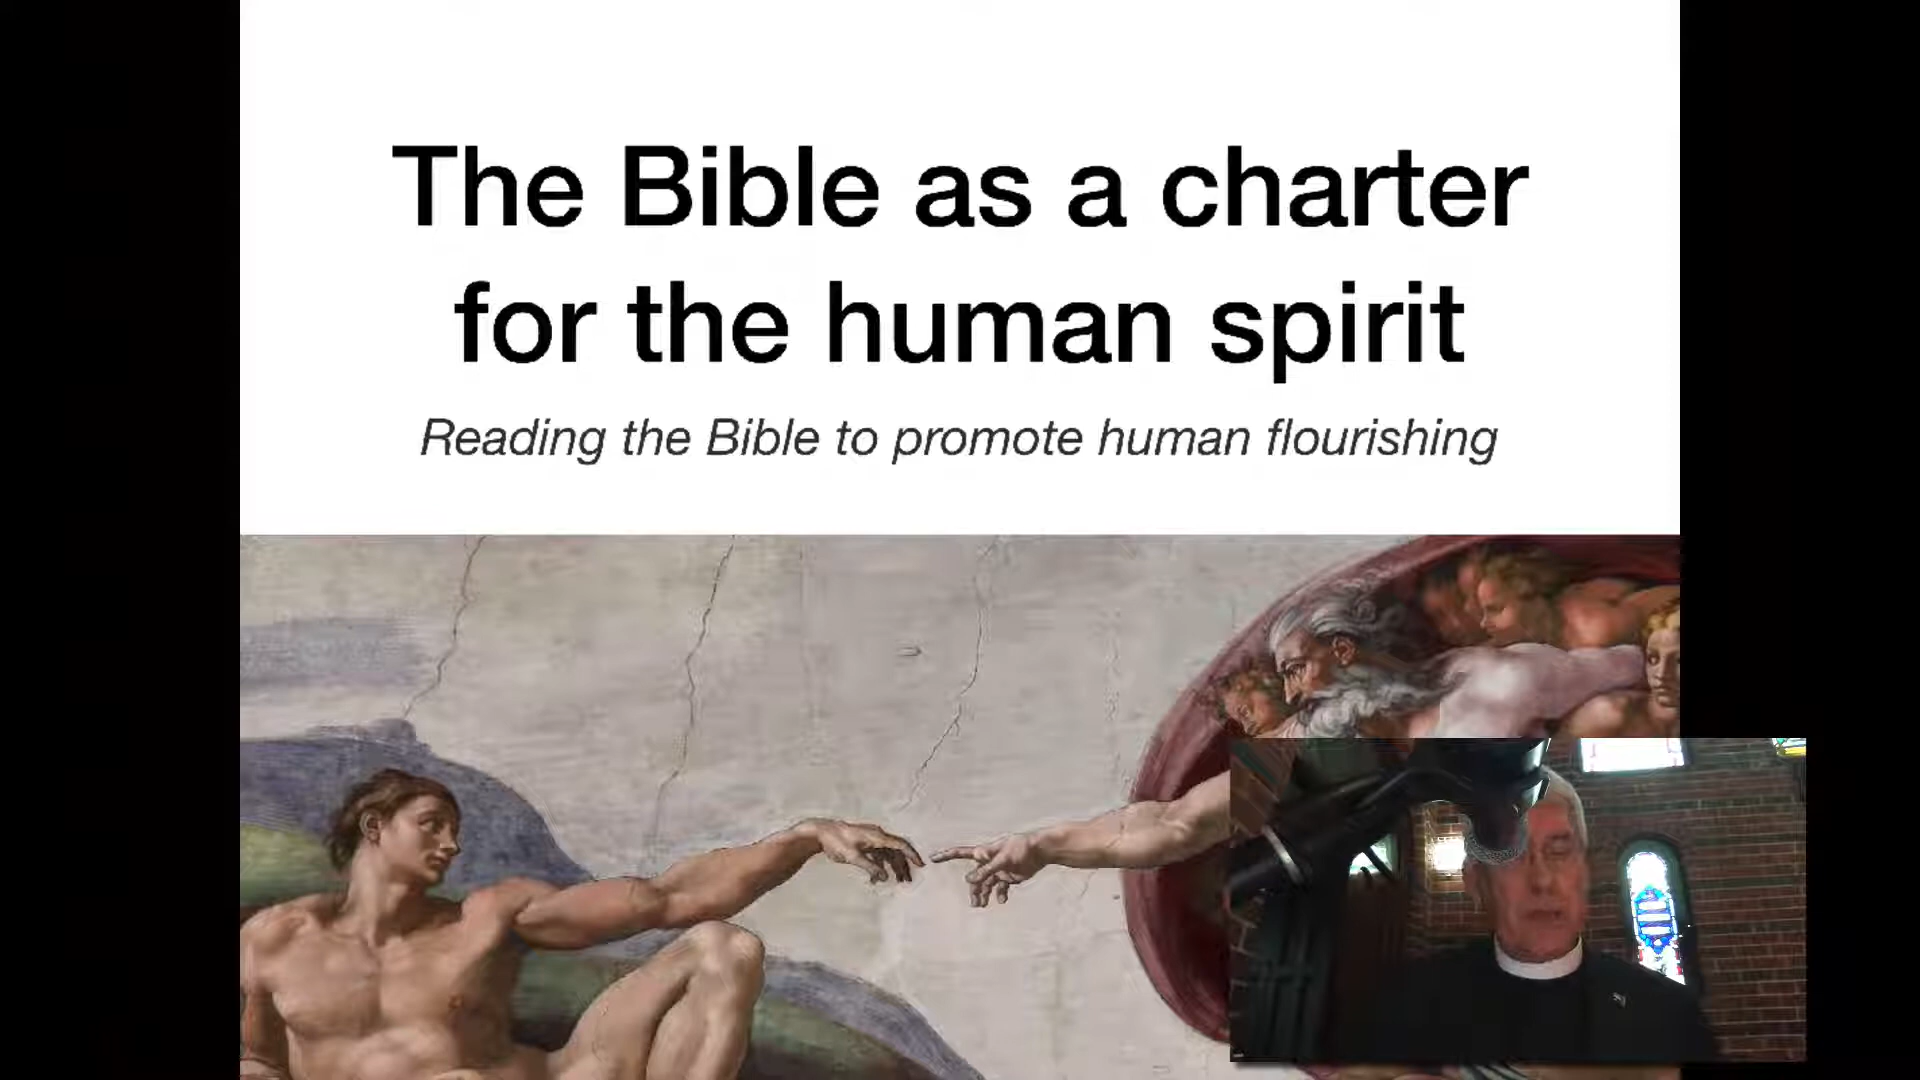 The Bible as a charter
for the human spirit
Reading the Bible to promote human flourishing